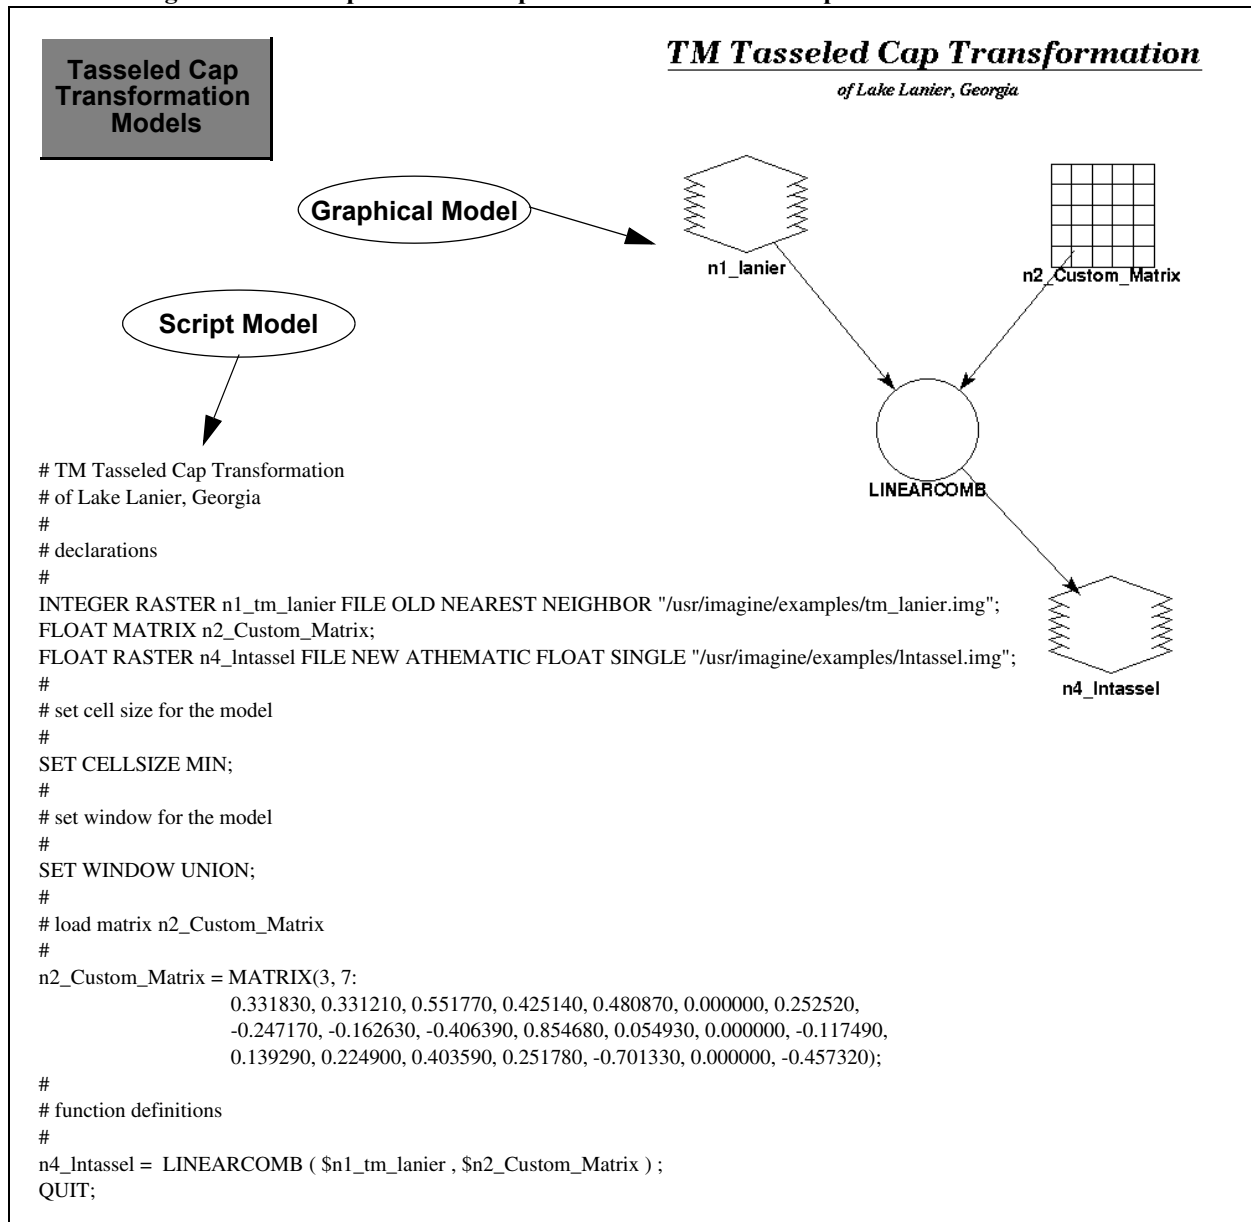 Tasseled Cap
Transformation
Models
TM Tasseled Cap Transformation
of Lake Lanier, Georgia
Graphical Model
n1_lanier
n2_Custom_Matrix
Script Model
LINEARCOMB
n4_lntassel
# TM Tasseled Cap Transformation
# of Lake Lanier, Georgia
#
# declarations
#
INTEGER RASTER n1_tm_lanier FILE OLD NEAREST NEIGHBOR "/usr/imagine/examples/tm_lanier.img";
FLOAT MATRIX n2_Custom_Matrix;
FLOAT RASTER n4_lntassel FILE NEW ATHEMATIC FLOAT SINGLE "/usr/imagine/examples/lntassel.img";
#
# set cell size for the model
#
SET CELLSIZE MIN;
#
# set window for the model
#
SET WINDOW UNION;
#
# load matrix n2_Custom_Matrix
#
n2_Custom_Matrix = MATRIX(3, 7:
0.331830, 0.331210, 0.551770, 0.425140, 0.480870, 0.000000, 0.252520,
-0.247170, -0.162630, -0.406390, 0.854680, 0.054930, 0.000000, -0.117490,
0.139290, 0.224900, 0.403590, 0.251780, -0.701330, 0.000000, -0.457320);
#
# function definitions
#
n4_lntassel = LINEARCOMB ( $n1_tm_lanier , $n2_Custom_Matrix ) ;
QUIT;